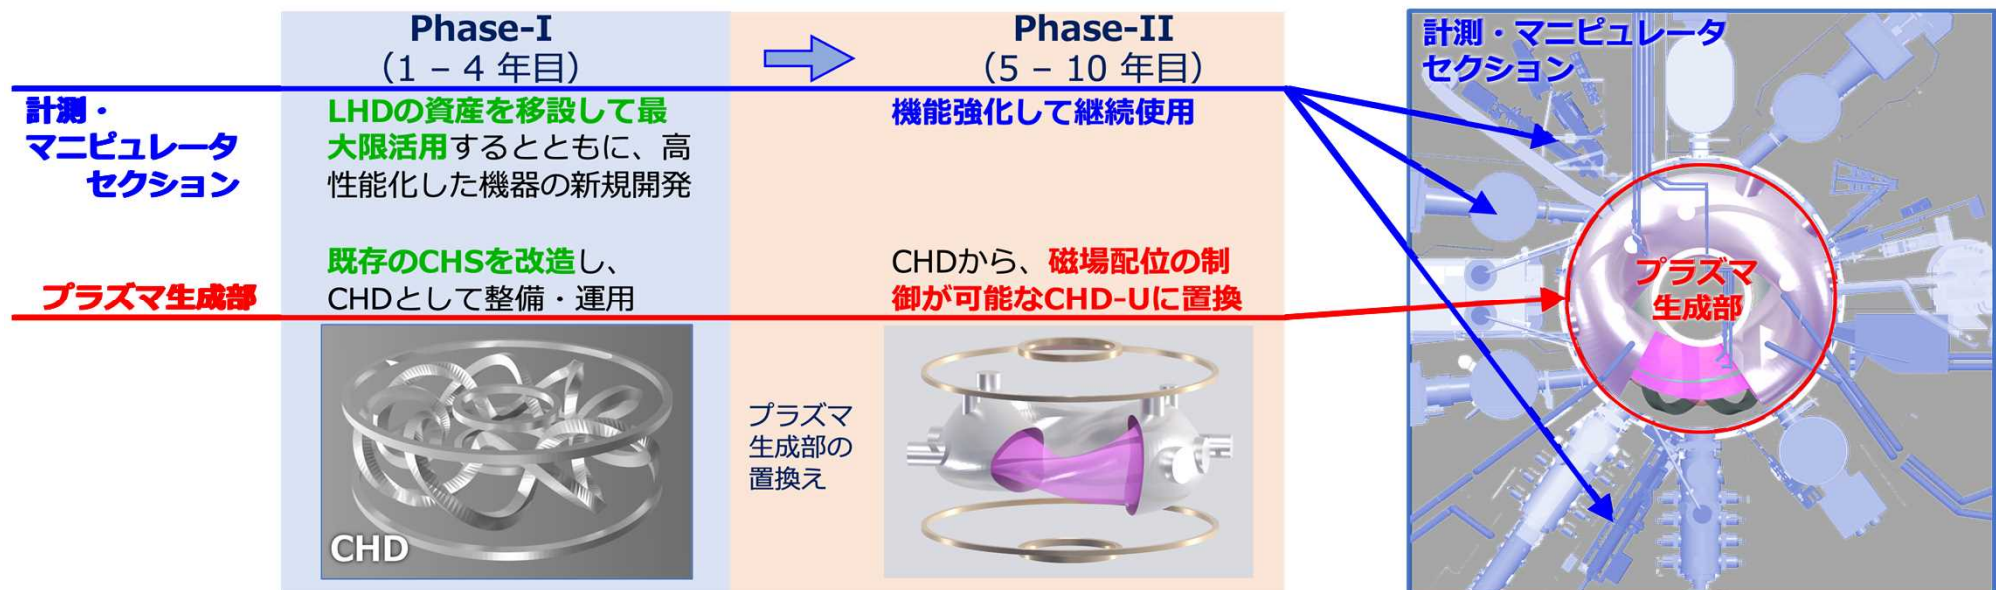 Phase-I
（1 – 4 年目）
Phase-II
（5 – 10 年目）
計測・
マニピュレータ
セクション
LHDの資産を移設して最
大限活用するとともに、高
性能化した機器の新規開発
機能強化して継続使用
プラズマ生成部
既存のCHSを改造し、
CHDとして整備・運用
CHDから、磁場配位の制
御が可能なCHD-Uに置換
CHD
プラズマ
生成部の
置換え
計測・マニピュレータ
セクション
プラズマ
生成部